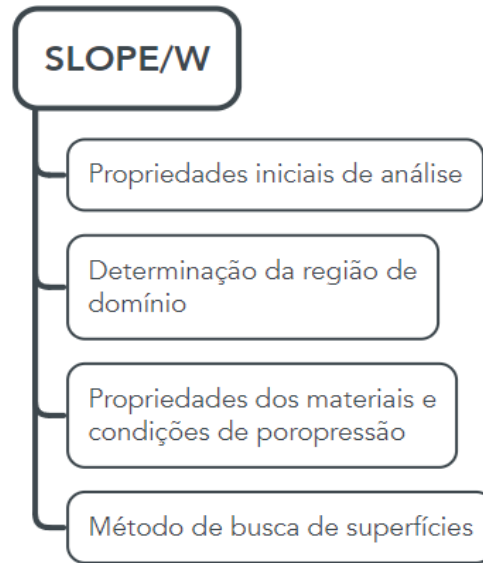 SLOPE/W
Propriedades iniciais de análise
Determinação da região de
domínio
Propriedades dos materiais e
condições de poropressão
Método de busca de superfícies